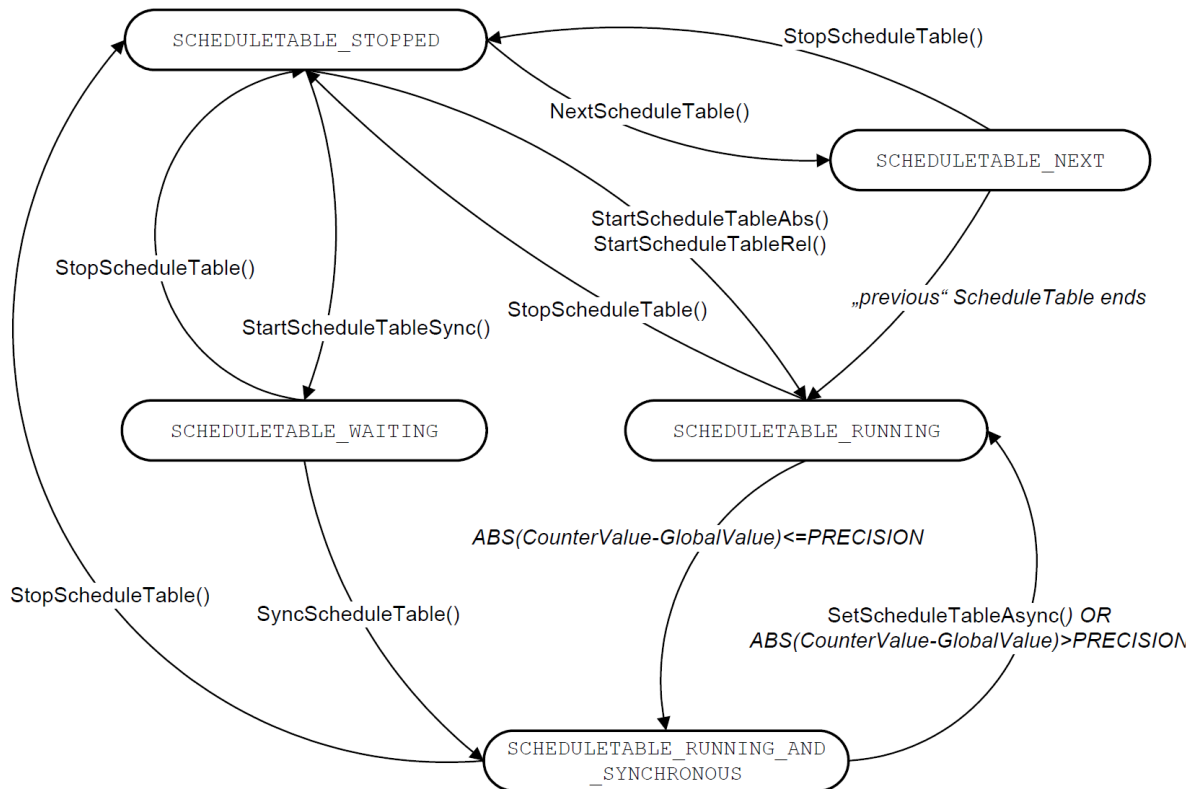 SCHEDULETABLE_STOPPED
StopScheduleTable()
NextScheduleTable()
SCHEDULETABLE_NEXT
StartScheduleTableAbs()
StartScheduleTableRel()
StopScheduleTable()
„previous“ ScheduleTable ends
StopScheduleTable()
StartScheduleTableSync()
SCHEDULETABLE_WAITING
SCHEDULETABLE_RUNNING
ABS(CounterValue-GlobalValue)<=PRECISION
StopScheduleTable()
SyncScheduleTable()
SetScheduleTableAsync() OR
ABS(CounterValue-GlobalValue)>PRECISION
SCHEDULETABLE_RUNNING_AND
_SYNCHRONOUS